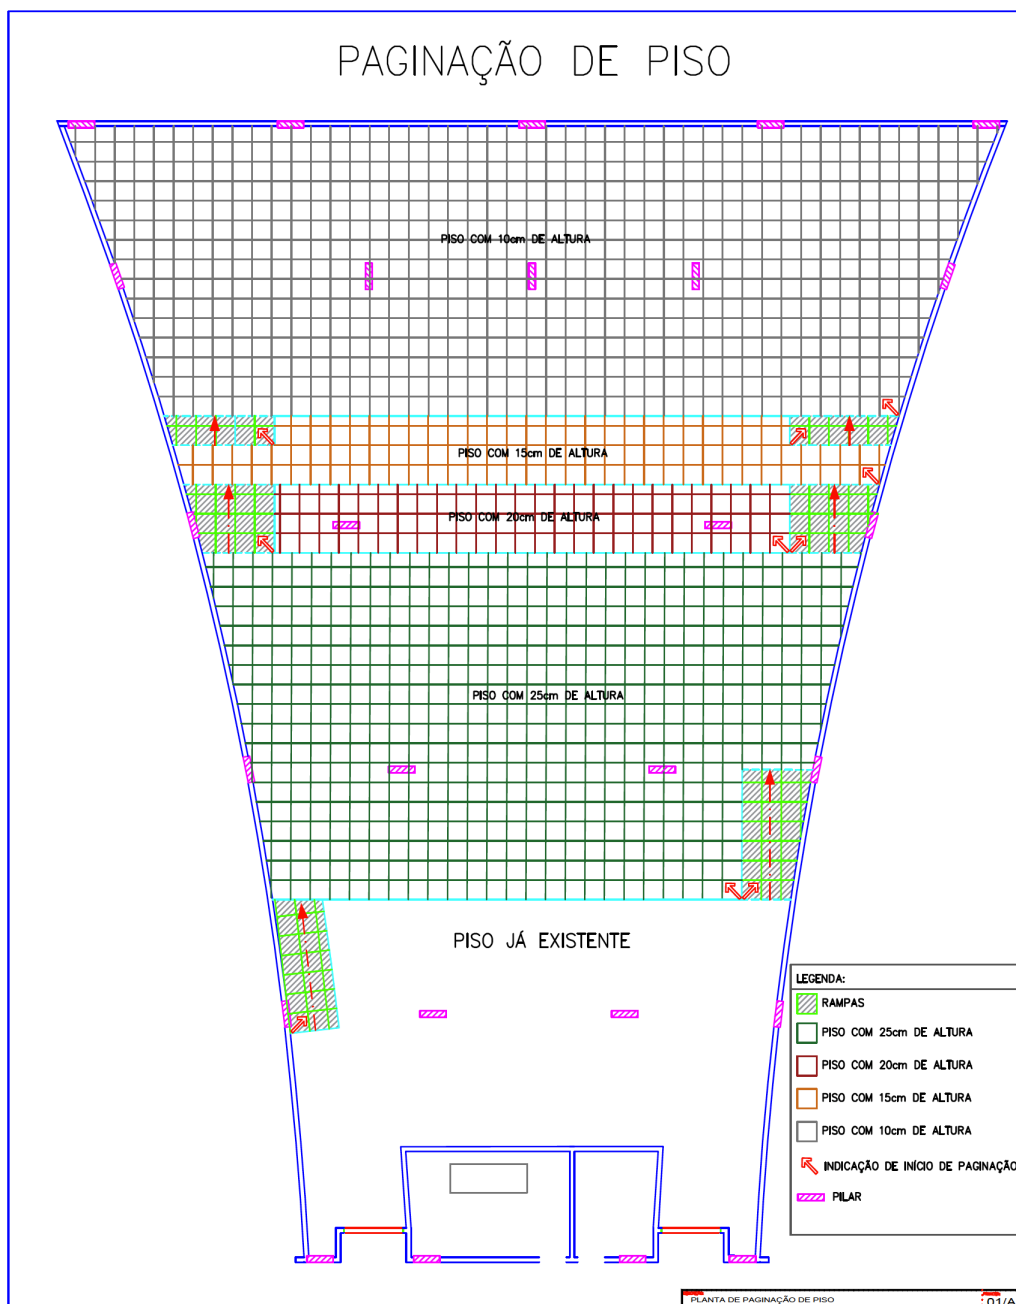 PAGINAÇÃO DE PISO
PISO COM 10cm DE ALTURA
PISO COM 15cm DE ALTURA
PISO COM 20cm DE ALTURA
PISO COM 25cm DE ALTURA
PISO JÁ EXISTENTE
LEGENDA:
RAMPAS
PISO COM 25cm DE ALTURA
PISO COM 20cm DE ALTURA
PISO COM 15cm DE ALTURA
PISO COM 10cm DE ALTURA
INDICAÇÃO DE INÍCIO DE PAGINAÇÃO
PILAR
PLANTA DE PAGINAÇÃO DE PISO